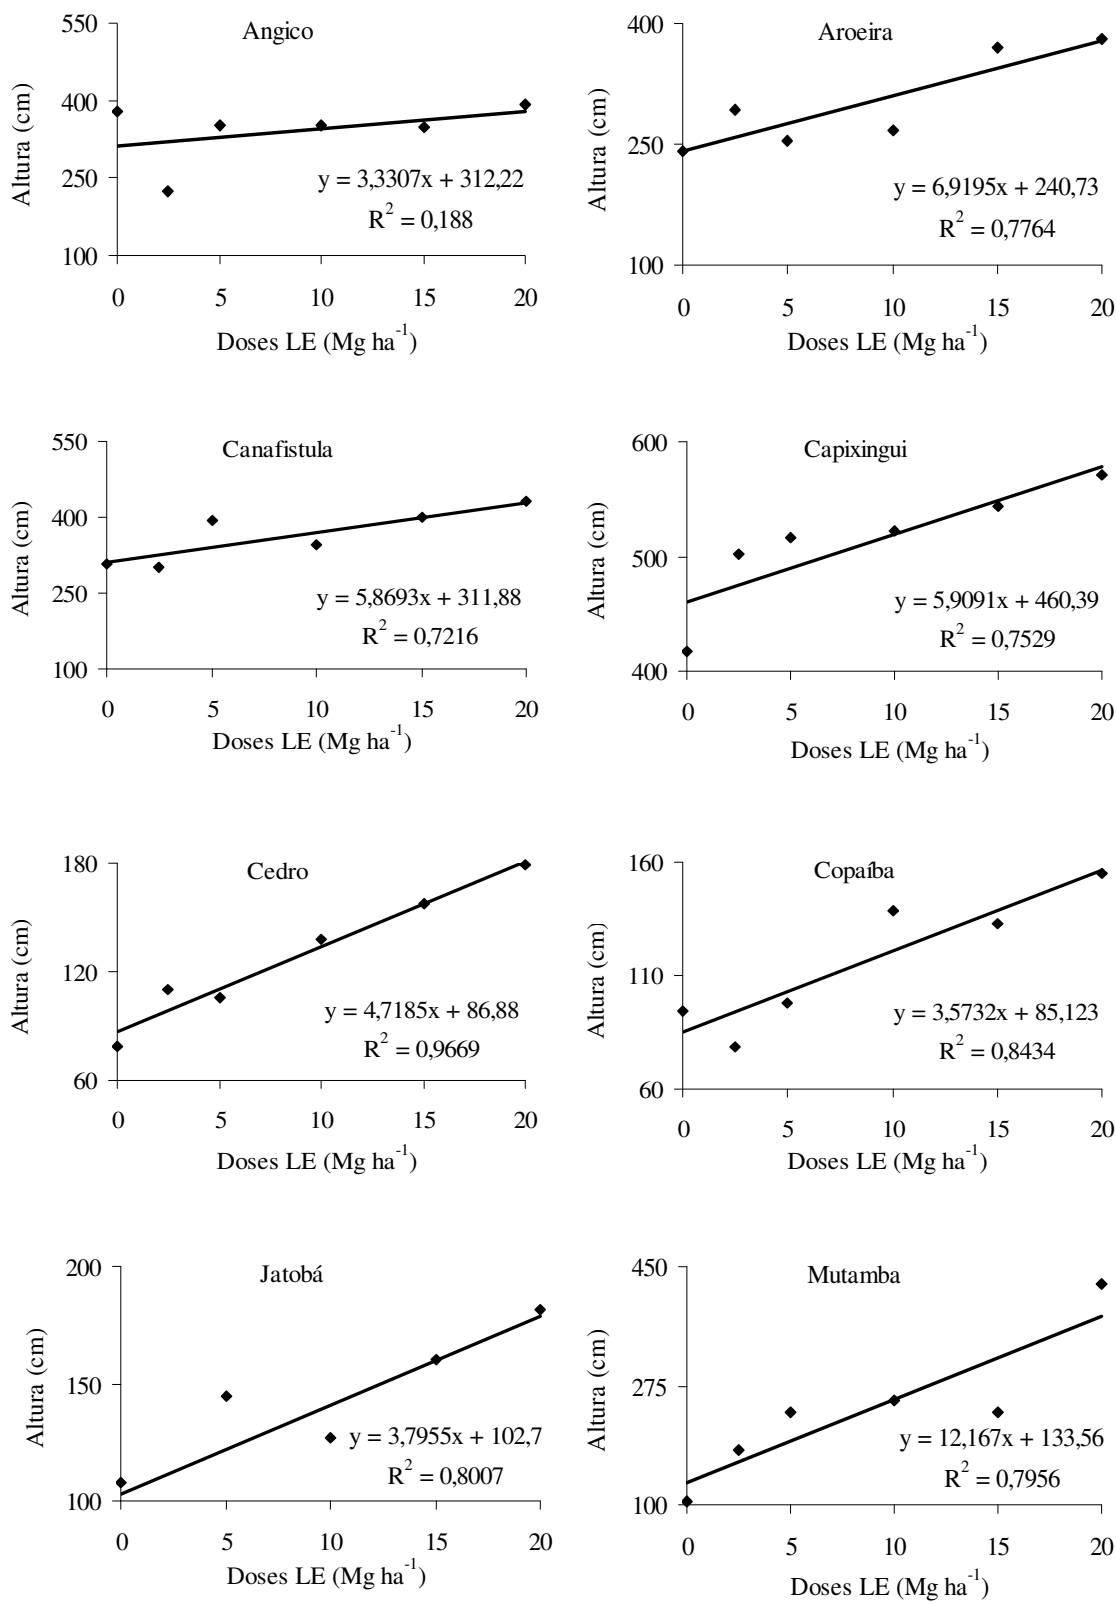 Angico
550
400
250
100
Altura (cm)
y = 3,3307x + 312,22
R² = 0,188
0 5 10 15 20
Doses LE (Mg ha⁻¹)
Aroeira
400
250
100
Altura (cm)
y = 6,9195x + 240,73
R² = 0,7764
0 5 10 15 20
Doses LE (Mg ha⁻¹)
Canafistula
550
400
250
100
Altura (cm)
y = 5,8693x + 311,88
R² = 0,7216
0 5 10 15 20
Doses LE (Mg ha⁻¹)
Capixingui
600
500
400
Altura (cm)
y = 5,9091x + 460,39
R² = 0,7529
0 5 10 15 20
Doses LE (Mg ha⁻¹)
Cedro
180
120
60
Altura (cm)
y = 4,7185x + 86,88
R² = 0,9669
0 5 10 15 20
Doses LE (Mg ha⁻¹)
Copaíba
160
110
60
Altura (cm)
y = 3,5732x + 85,123
R² = 0,8434
0 5 10 15 20
Doses LE (Mg ha⁻¹)
Jatobá
200
150
100
Altura (cm)
y = 3,7955x + 102,7
R² = 0,8007
0 5 10 15 20
Doses LE (Mg ha⁻¹)
Mutamba
450
275
100
Altura (cm)
y = 12,167x + 133,56
R² = 0,7956
0 5 10 15 20
Doses LE (Mg ha⁻¹)